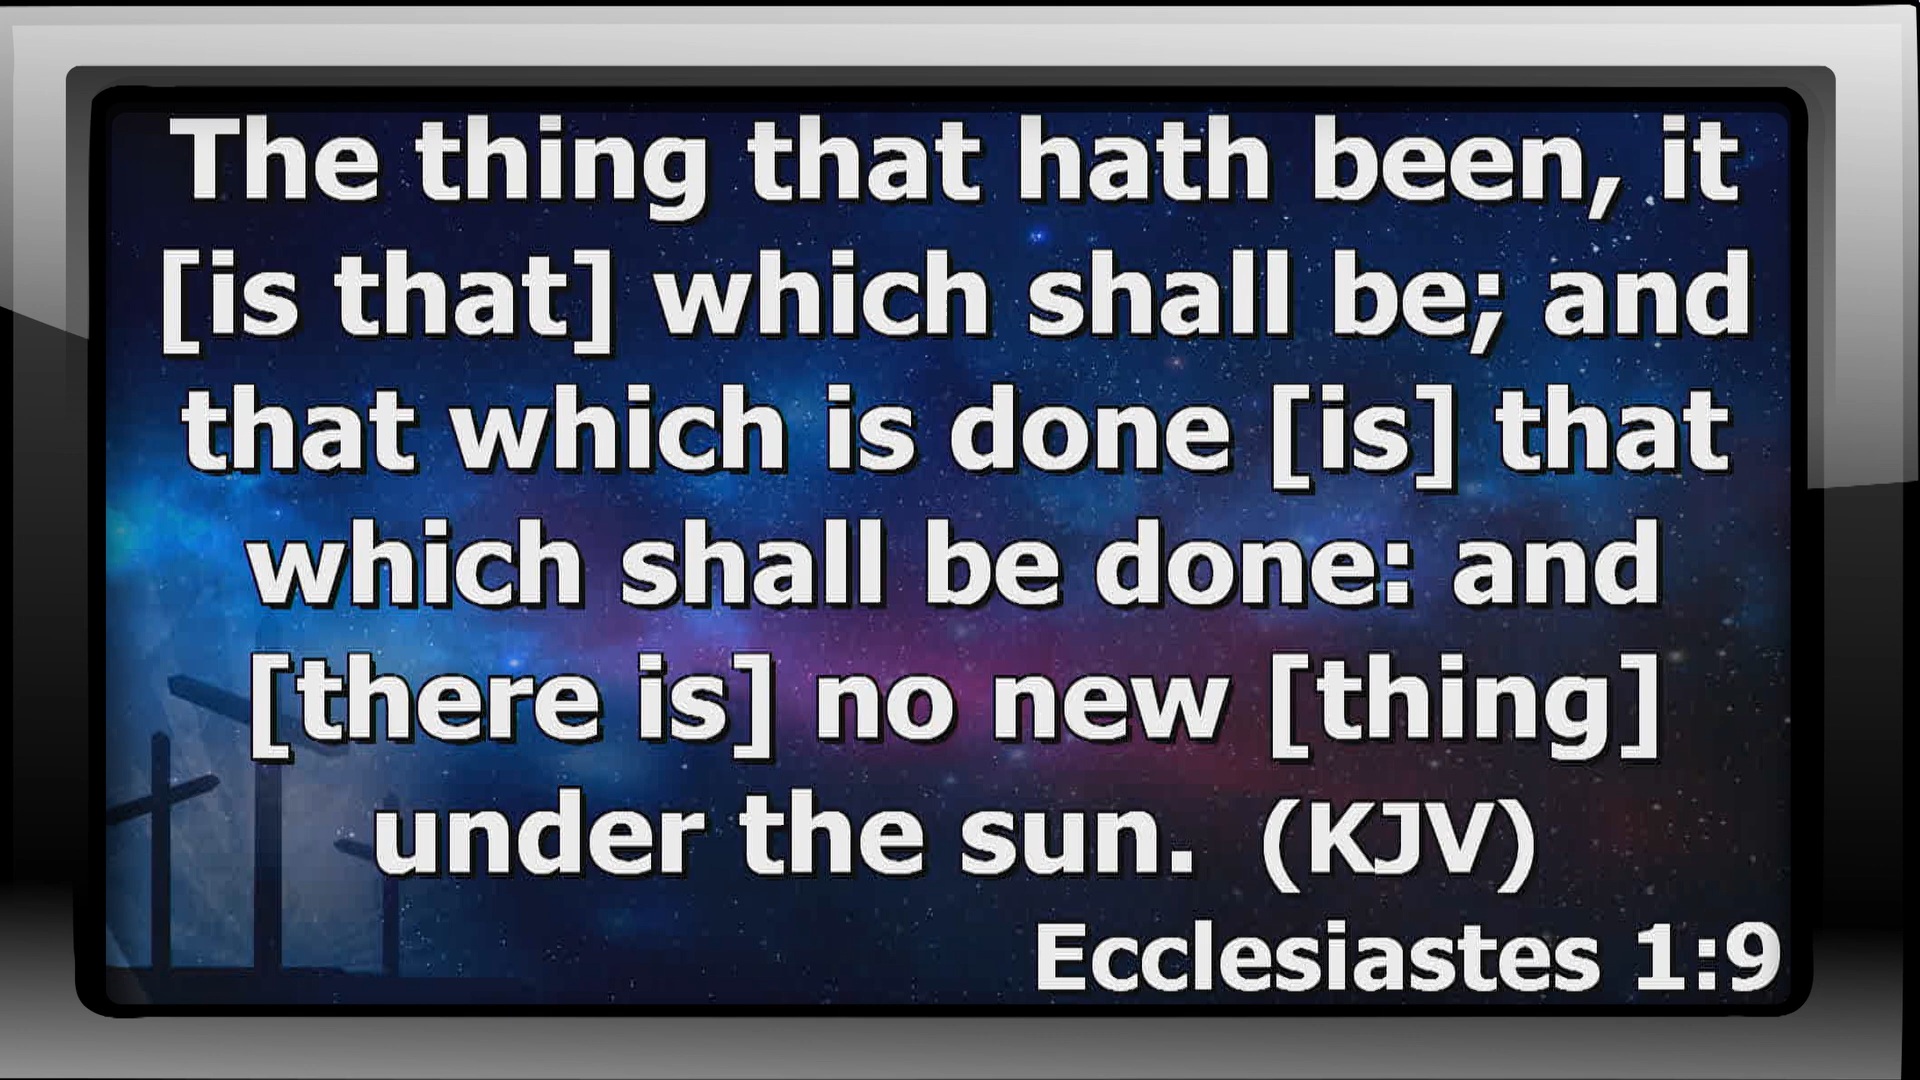 The thing that hath been, it
[is that] which shall be; and
that which is done [is] that
which shall be done: and
[there is] no new [thing]
under the sun.  (KJV)
Ecclesiastes 1:9